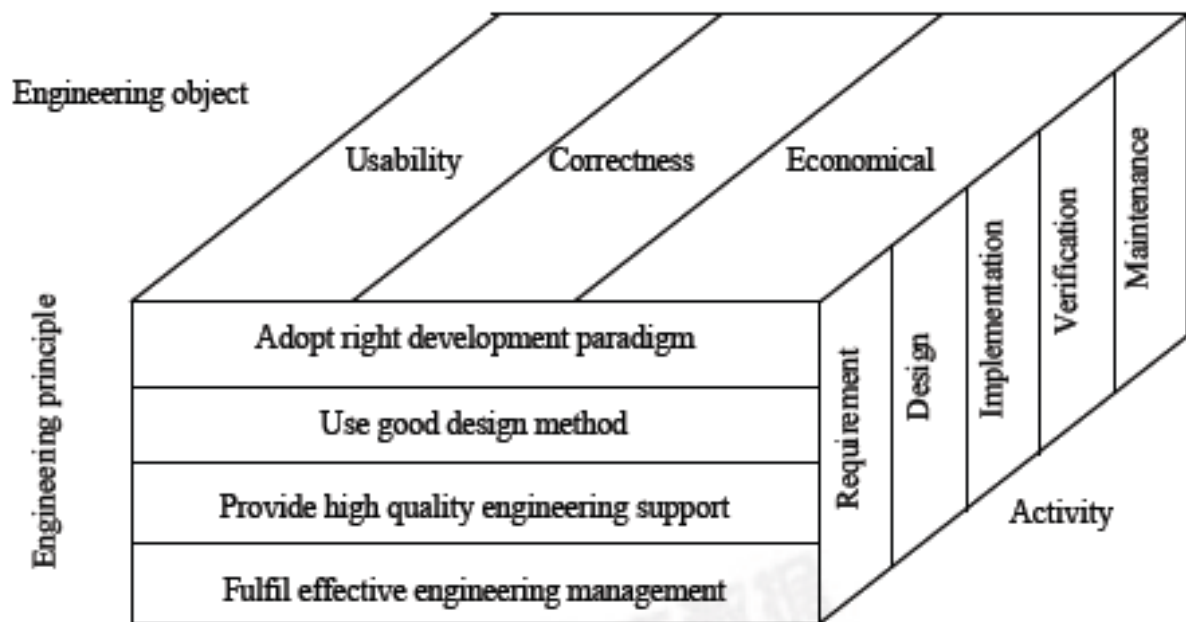 Engineering object
Usability
Correctness
Economical
Engineering principle
Adopt right development paradigm
Use good design method
Provide high quality engineering support
Fulfil effective engineering management
Requirement
Design
Implementation
Verification
Maintenance
Activity